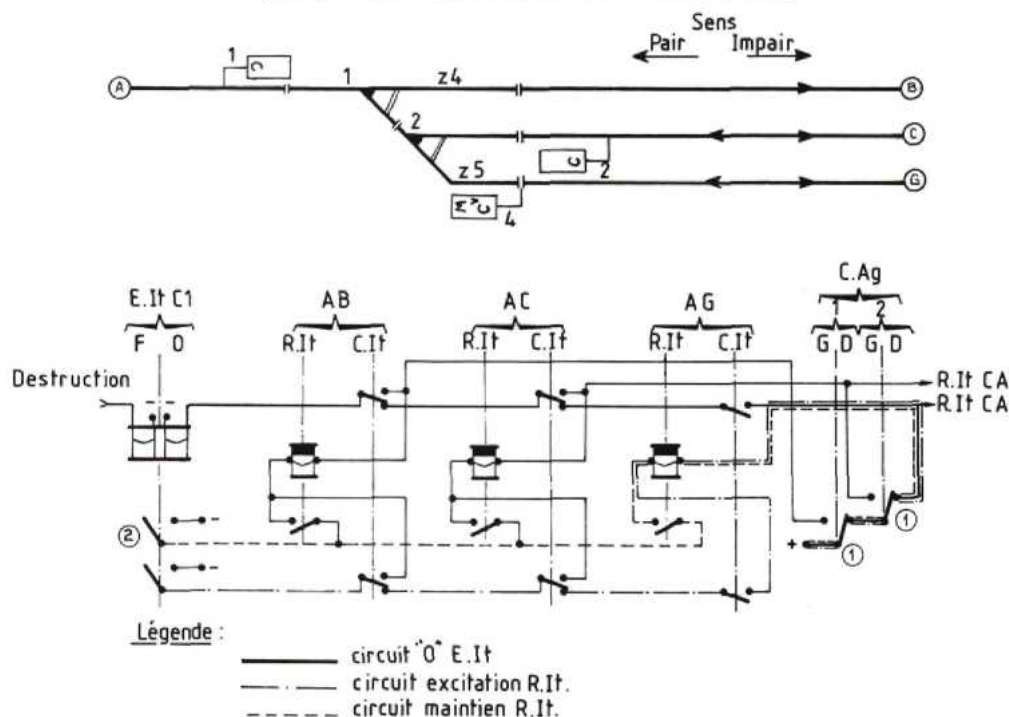 Sens
Pair Impair
1 C
A 1 z4 B
2 C
z5 C 2 G
4
E.It C1 AB AC AG C.Ag
1 2
F O R.It C.It R.It C.It R.It C.It G D G D
Destruction R.It CA
R.It CA
2 + 1 1
Légende :
circuit "O" E.It
circuit excitation R.It.
circuit maintien R.It.